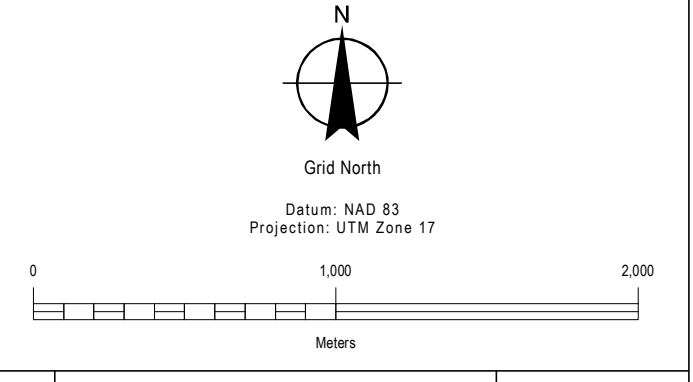 N
Grid North
Datum: NAD 83
Projection: UTM Zone 17
0 1,000 2,000
Meters